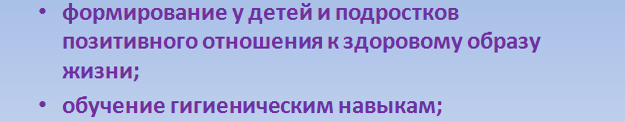 • формирование у детей и подростков
позитивного отношения к здоровому образу
жизни;
• обучение гигиеническим навыкам;